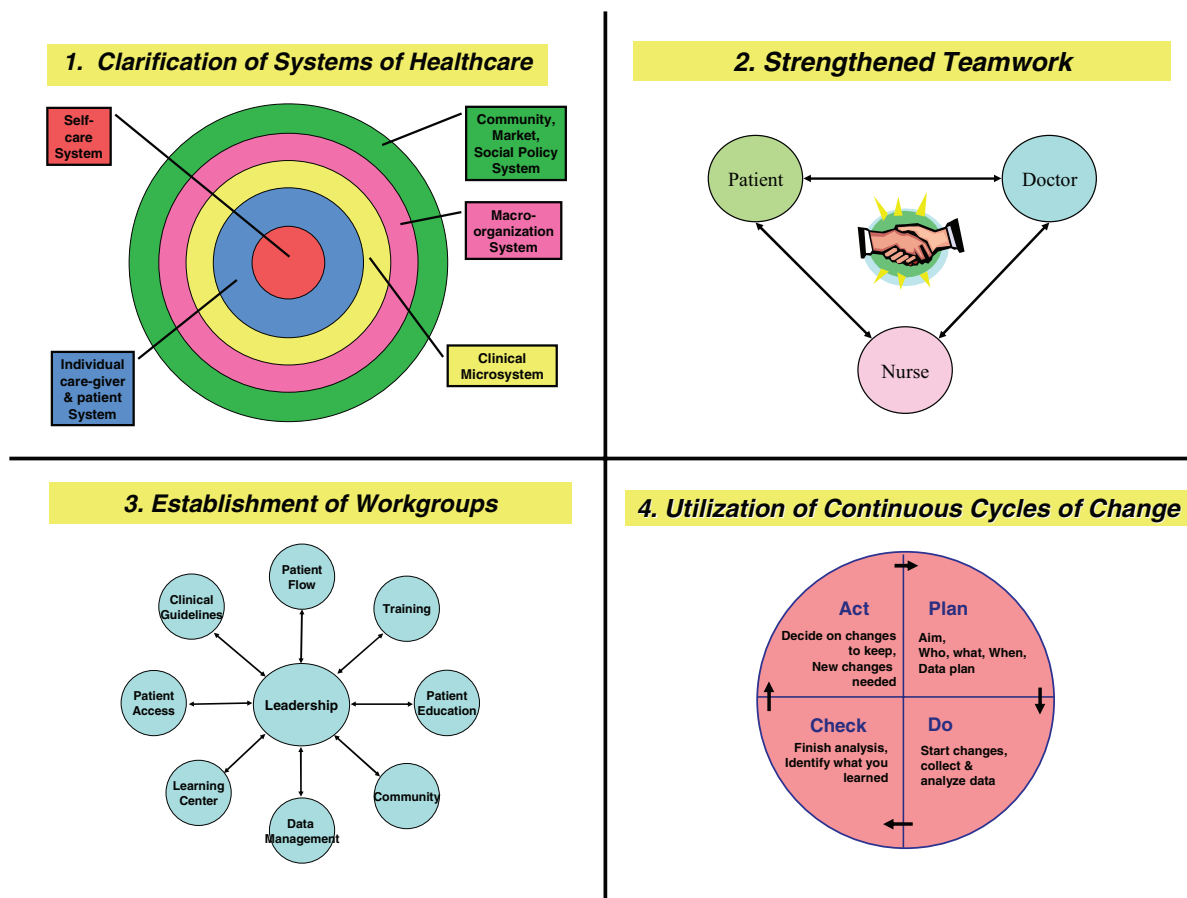 1.  Clarification of Systems of Healthcare
Self-
care
System
Community,
Market,
Social Policy
System
Macro-
organization
System
Individual
care-giver
& patient
System
Clinical
Microsystem
2. Strengthened Teamwork
Patient
Doctor
Nurse
3. Establishment of Workgroups
Patient
Flow
Clinical
Guidelines
Training
Patient
Access
Leadership
Patient
Education
Learning
Center
Community
Data
Management
4. Utilization of Continuous Cycles of Change
Act
Decide on changes
to keep,
New changes
needed
Plan
Aim,
Who, what, When,
Data plan
Check
Finish analysis,
Identify what you
learned
Do
Start changes,
collect &
analyze data